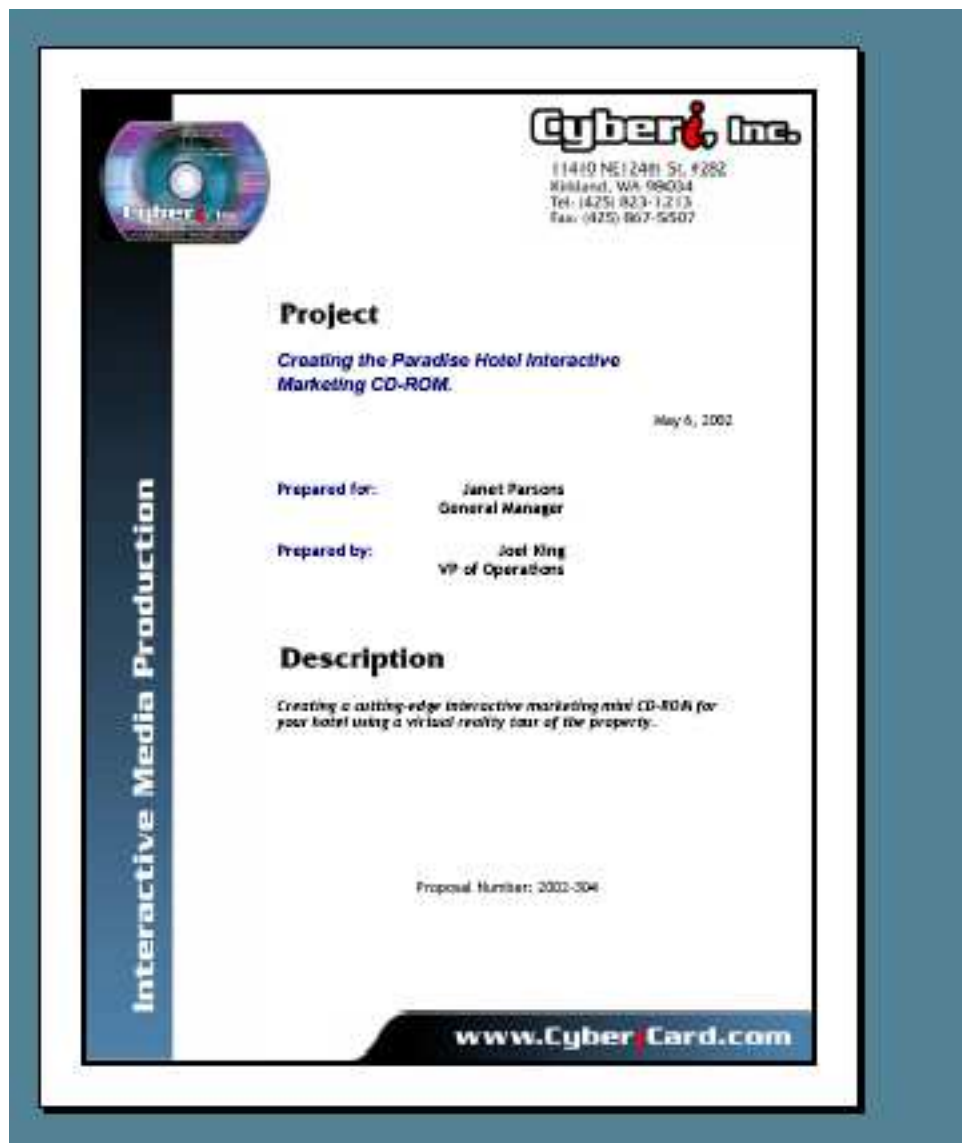 Cyberi, Inc.
11410 NE124th St, #282
Kirkland, WA 98034
Tel: (425) 823-1213
Fax: (425)
Cyberi, Inc.
Project
Creating the Paradise Hotel Interactive
Marketing CD-ROM.
May 6, 2002
Prepared for: Janet Parsons
General Manager
Prepared by: Joel King
VP of Operations
Description
Creating a cutting-edge interactive marketing mini CD-ROM for
your hotel using a virtual reality tour of the property.
Proposal Number: 2002-304
Interactive Media Production
www.CyberiCard.com